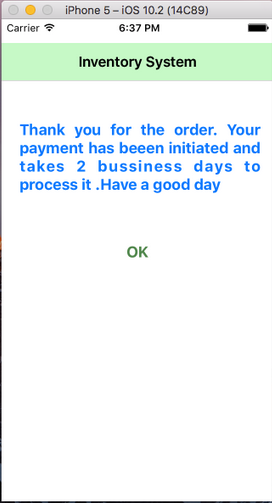 iPhone 5 – iOS 10.2 (14C89)
Carrier 6:37 PM
Inventory System
Thank you for the order. Your
payment has beeen initiated and
takes 2 bussiness days to
process it .Have a good day
OK